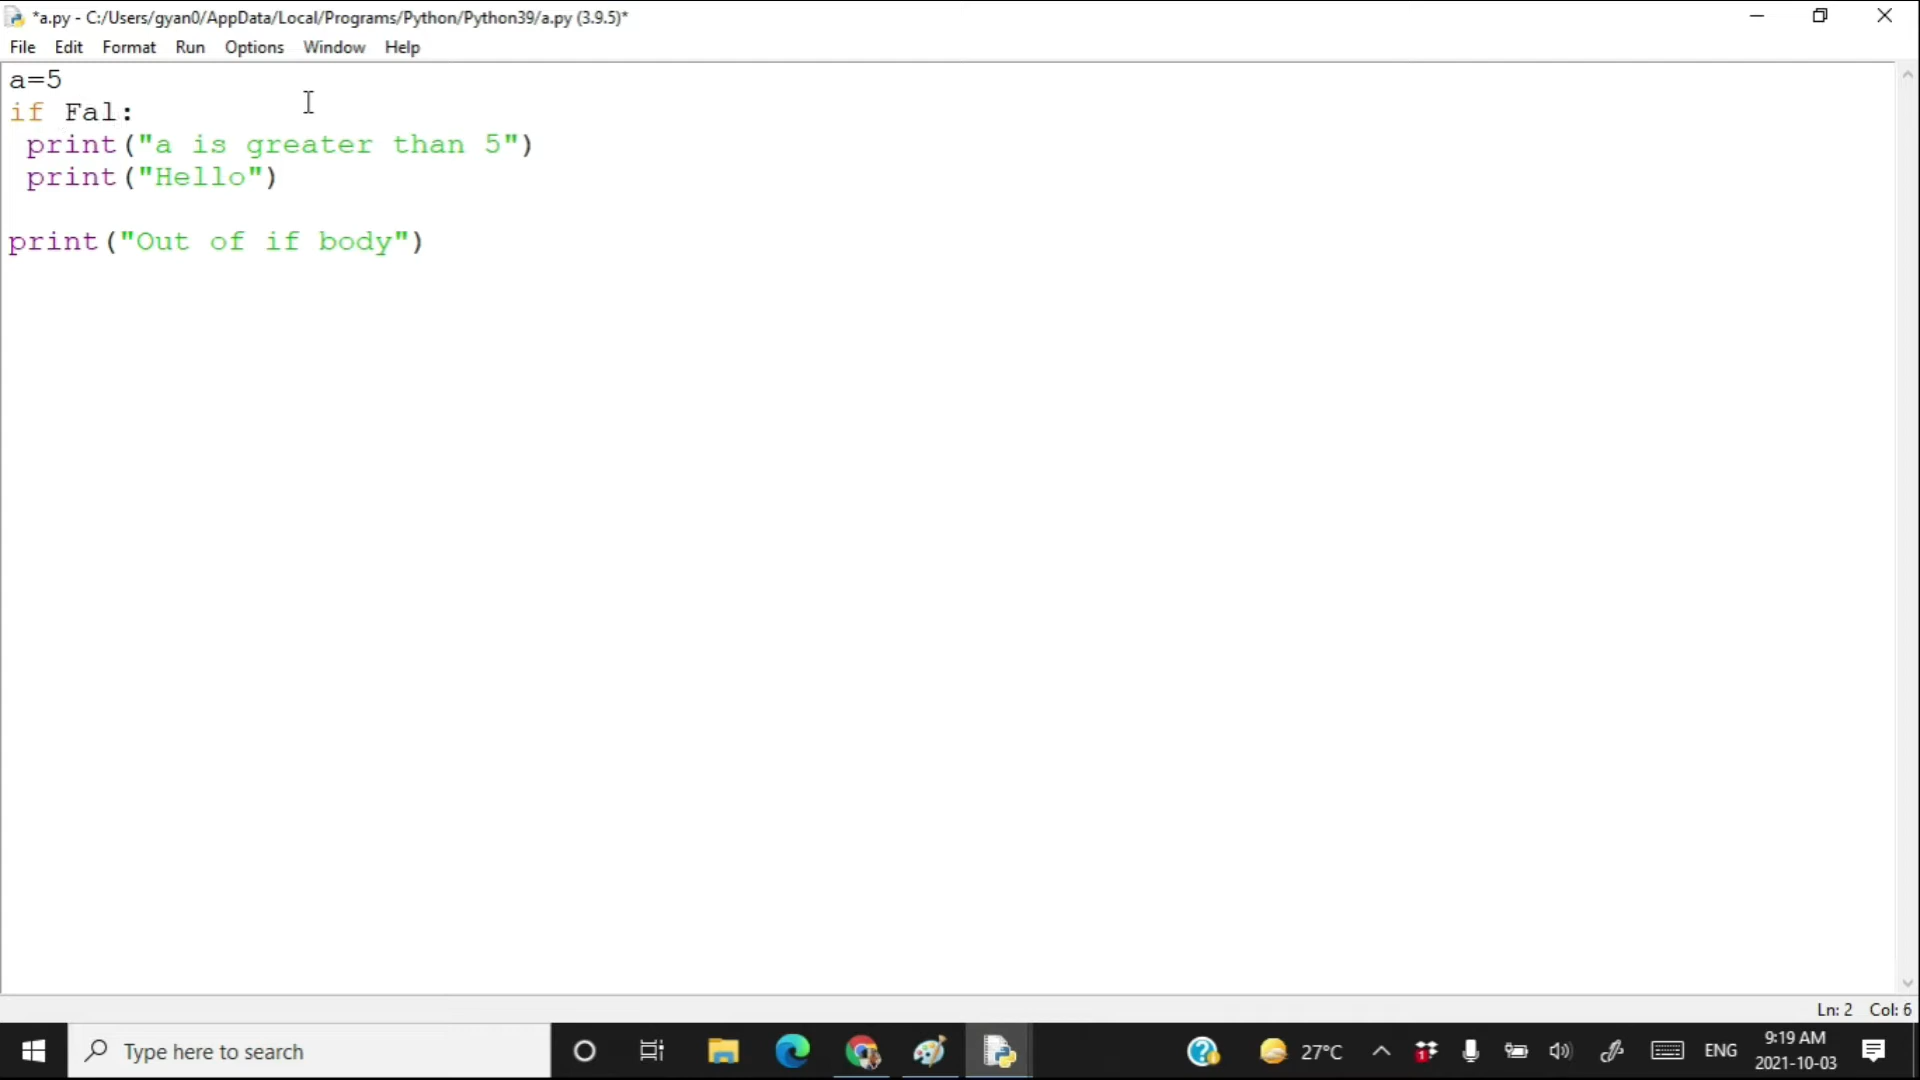 *a.py - C:/Users/gyan0/AppData/Local/Programs/Python/Python39/a.py (3.9.5)*
File Edit Format Run Options Window Help
a=5
if Fal:
 print("a is greater than 5")
 print("Hello")
print("Out of if body")
Ln: 2 Col: 6
Type here to search
27°C
1
ENG
9:19 AM
2021-10-03